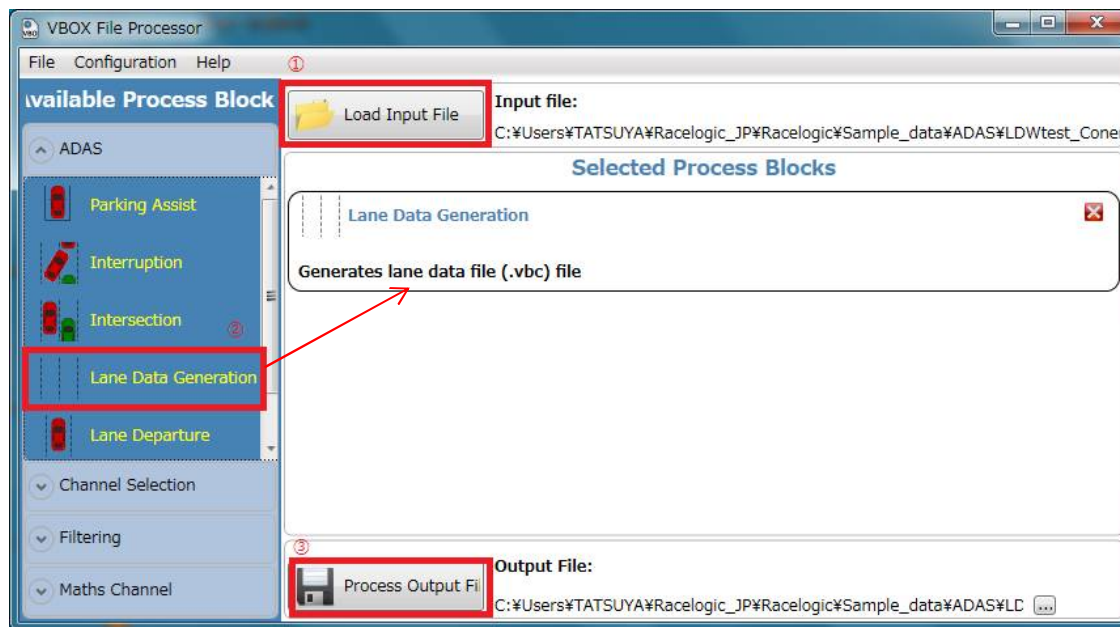 VBOX File Processor
File Configuration Help
①
Available Process Block
Load Input File
Input file:
C:¥Users¥TATSUYA¥Racelogic_JP¥Racelogic¥Sample_data¥ADAS¥LDWtest_Cone
ADAS
Selected Process Blocks
Parking Assist
Lane Data Generation
Interruption
Generates lane data file (.vbc) file
Intersection
②
Lane Data Generation
Lane Departure
Channel Selection
Filtering
③
Process Output Fil
Output File:
Maths Channel
C:¥Users¥TATSUYA¥Racelogic_JP¥Racelogic¥Sample_data¥ADAS¥LD ...